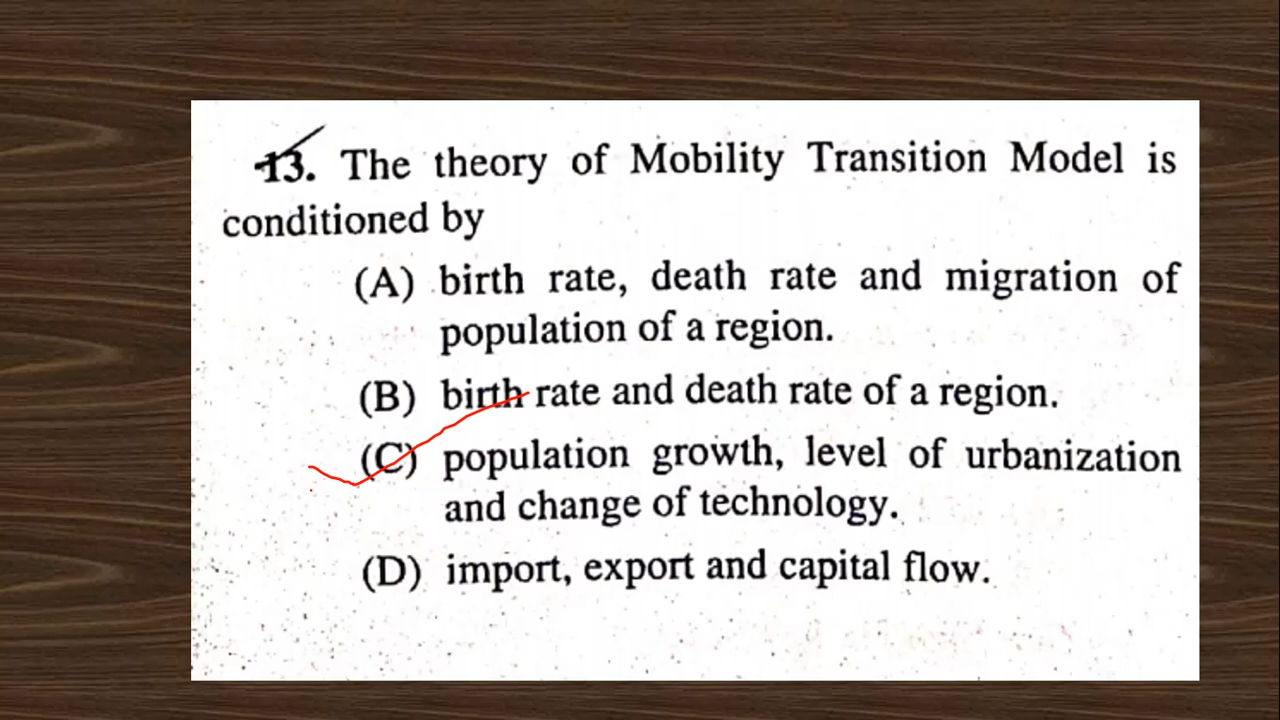 13. The theory of Mobility Transition Model is
conditioned by
(A) birth rate, death rate and migration of
population of a region.
(B) birth rate and death rate of a region.
(C) population growth, level of urbanization
and change of technology.
(D) import, export and capital flow.